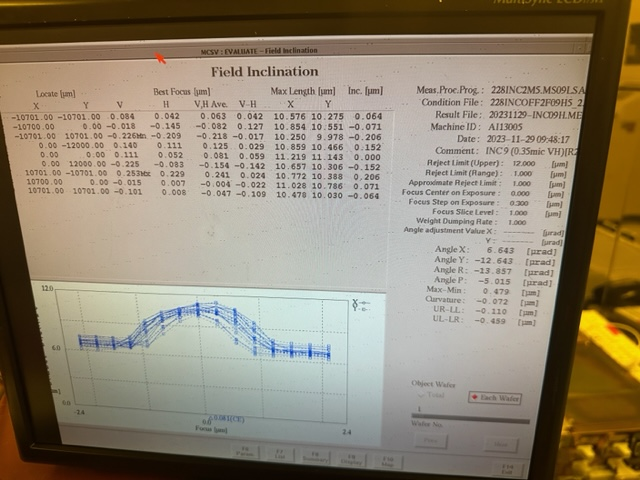 MultiSync LCD
MCSV : EVALUATE - Field Inclination
Field Inclination
Locate [µm] Best Focus [µm] Max Length [µm] Inc. [µm]
X Y V H V,H Ave. V-H X Y
-10701.00 -10701.00 0.084 0.042 0.063 0.042 10.576 10.275 -0.064
-10700.00 0.00 -0.018 -0.145 -0.082 0.127 10.854 10.551 -0.071
-10701.00 10701.00 -0.226Mn -0.209 -0.218 -0.017 10.250 9.978 -0.206
0.00 -12000.00 0.140 0.111 0.125 0.029 10.859 10.466 0.152
0.00 0.00 0.111 0.052 0.081 0.059 11.219 11.143 0.000
0.00 12000.00 -0.225 -0.083 -0.154 -0.142 10.657 10.306 -0.152
10701.00 -10701.00 0.253Mx 0.229 0.241 0.024 10.772 10.388 0.206
10700.00 0.00 -0.015 0.007 -0.004 -0.022 11.028 10.786 0.071
10701.00 10701.00 -0.101 0.008 -0.047 -0.109 10.478 10.030 -0.064
Meas.Proc.Prog. : 228INC2M5.MS09LSA
Condition File : 228INCOFF2F09H5_2.
Result File : 20231129-INC09H.ME
Machine ID : AI13005
Date : 2023-11-29 09:48:17
Comment : INC9 (0.35mic VH)[R2
Reject Limit (Upper) : 12.000 [µm]
Reject Limit (Range) : 1.000 [µm]
Approximate Reject Limit : 1.000 [µm]
Focus Center on Exposure : 0.000 [µm]
Focus Step on Exposure : 0.300 [µm]
Focus Slice Level : 1.000 [µm]
Weight Dumping Rate : 1.000
Angle adjustment Value X : --------- [µrad]
Y : --------- [µrad]
Angle X : 6.643 [µrad]
Angle Y : -12.643 [µrad]
Angle R : -13.857 [µrad]
Angle P : -5.015 [µrad]
Max-Min : 0.479 [µm]
Curvature : -0.072 [µm]
UR-LL : -0.110 [µm]
UL-LR : -0.459 [µm]
12.0
6.0
0.0
-2.4
0.0
2.4
0.081(CE)
Focus [µm]
X
Y
Object Wafer
Total
Each Wafer
1
Wafer No.